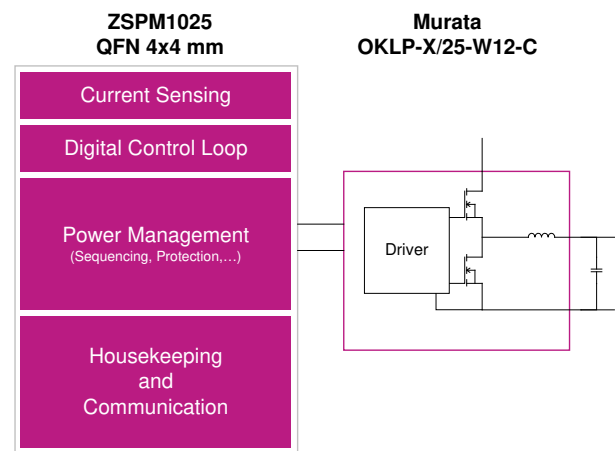 ZSPM1025
QFN 4x4 mm
Murata
OKLP-X/25-W12-C
Current Sensing
Digital Control Loop
Power Management
(Sequencing, Protection,…)
Housekeeping
and
Communication
Driver